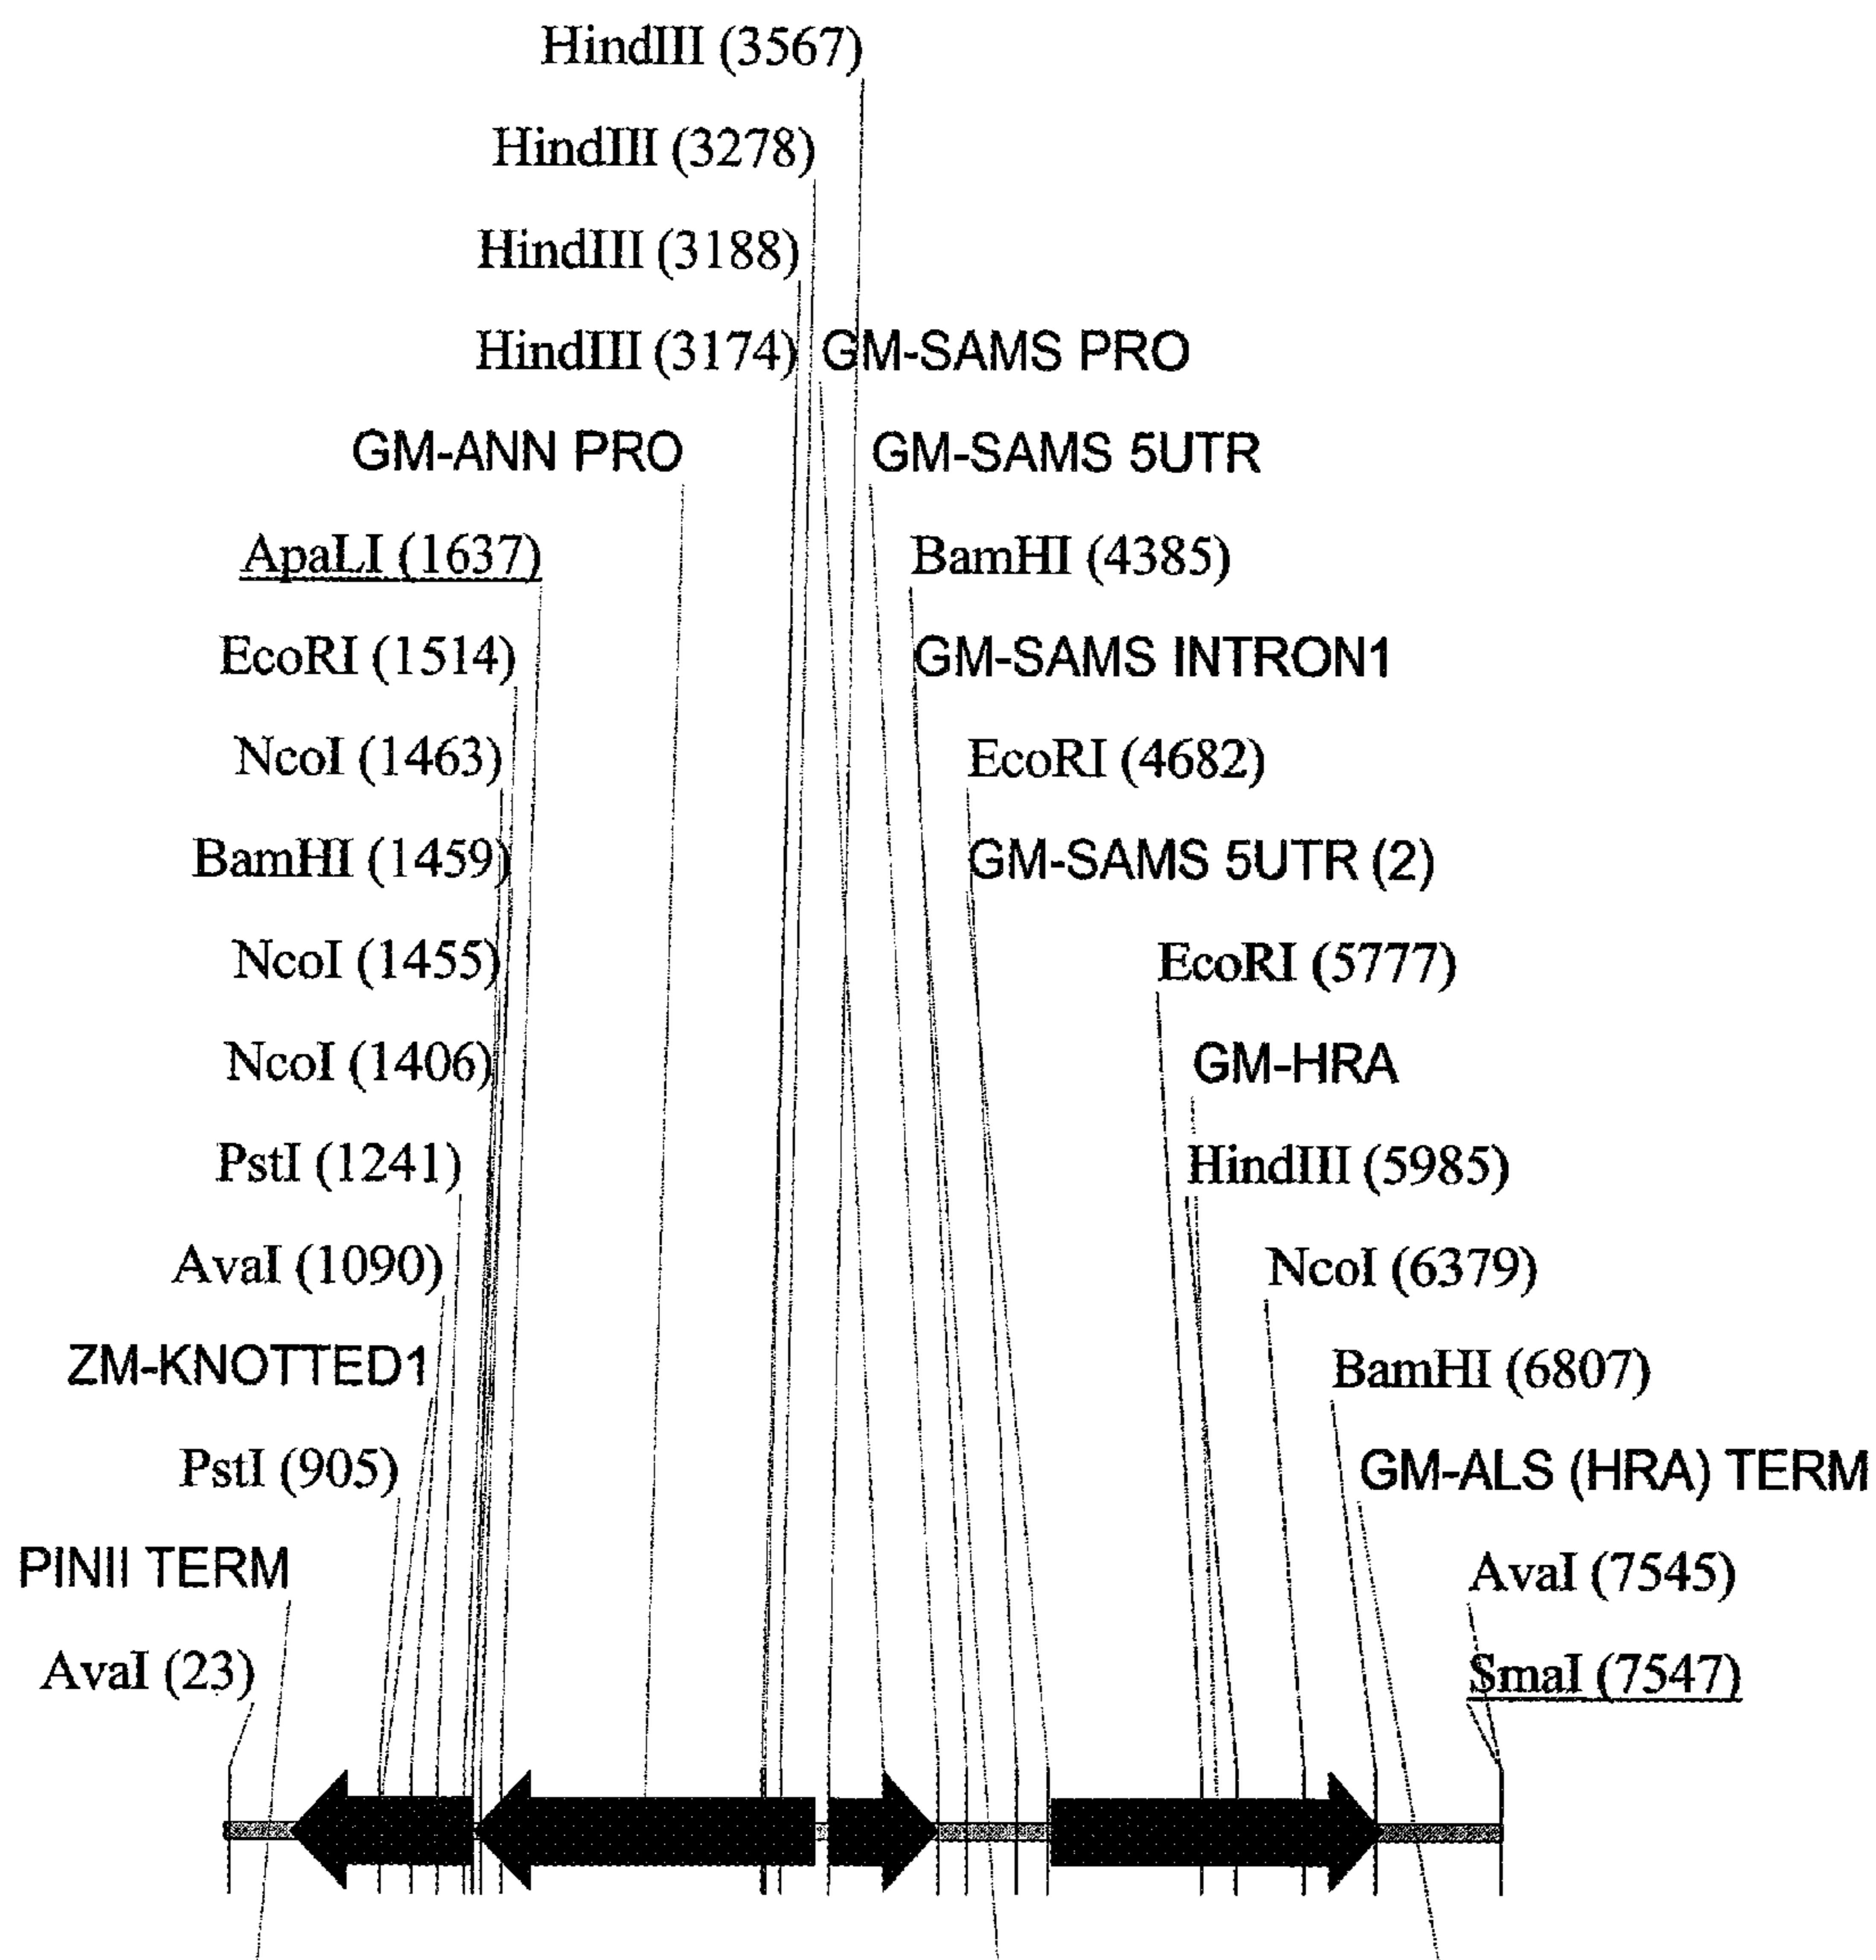 HindIII (3567)
HindIII (3278)
HindIII (3188)
HindIII (3174) GM-SAMS PRO
GM-ANN PRO GM-SAMS 5UTR
ApaLI (1637) BamHI (4385)
EcoRI (1514) GM-SAMS INTRON1
NcoI (1463) EcoRI (4682)
BamHI (1459) GM-SAMS 5UTR (2)
NcoI (1455) EcoRI (5777)
NcoI (1406) GM-HRA
PstI (1241) HindIII (5985)
AvaI (1090) NcoI (6379)
ZM-KNOTTED1 BamHI (6807)
PstI (905) GM-ALS (HRA) TERM
PINII TERM AvaI (7545)
AvaI (23) SmaI (7547)